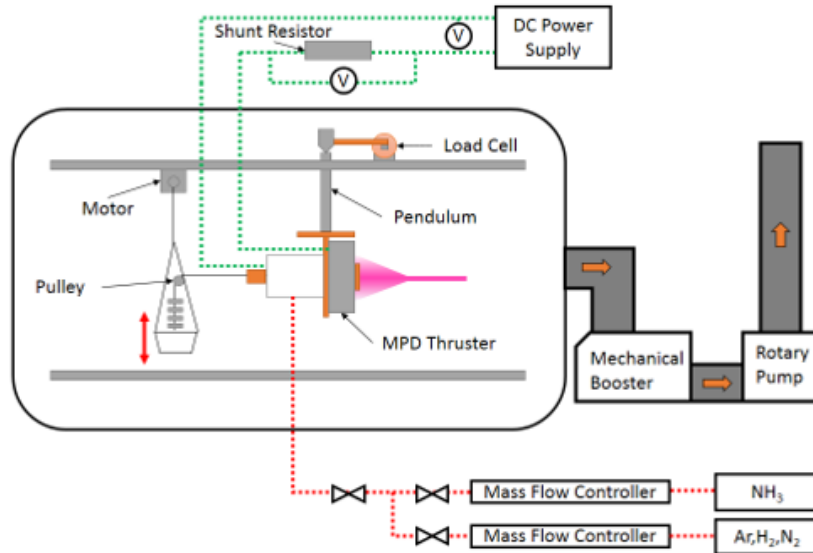 Shunt Resistor
V
V
DC Power
Supply
Load Cell
Motor
Pendulum
Pulley
MPD Thruster
Mechanical
Booster
Rotary
Pump
Mass Flow Controller
NH₃
Mass Flow Controller
Ar,H₂,N₂